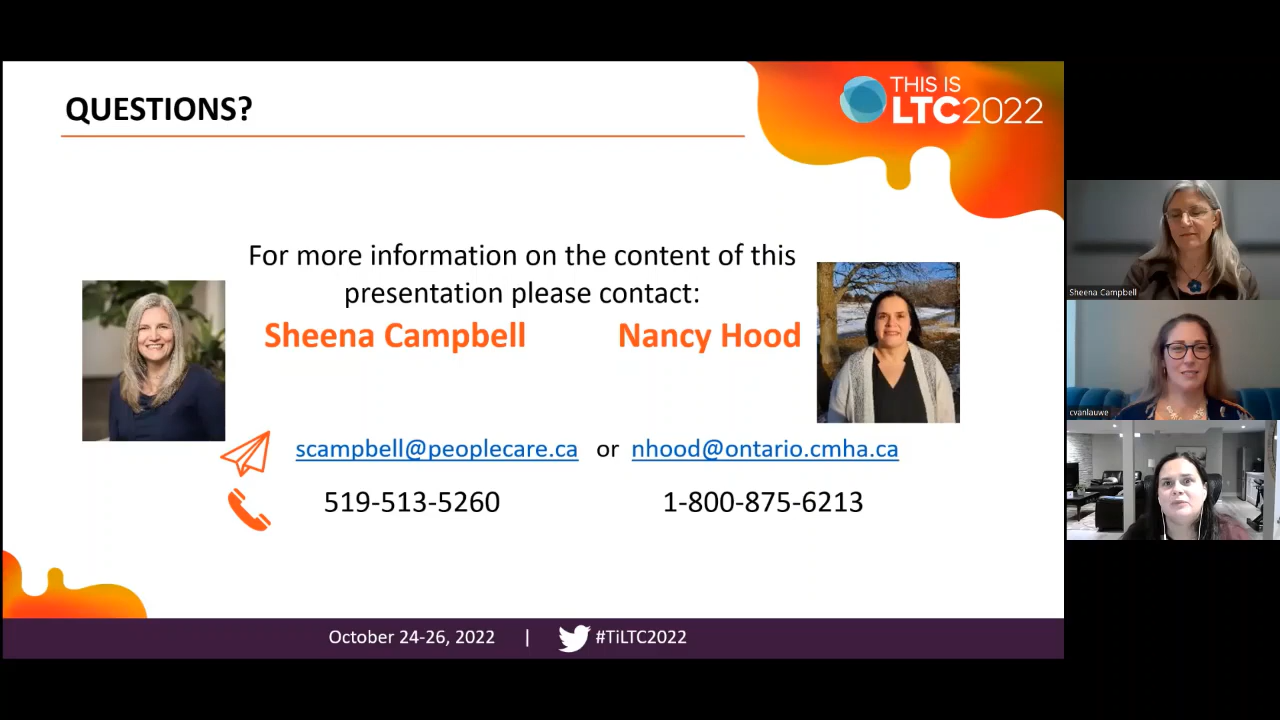 QUESTIONS?
THIS IS
LTC2022
For more information on the content of this
presentation please contact:
Sheena Campbell Nancy Hood
scampbell@peoplecare.ca or nhood@ontario.cmha.ca
519-513-5260 1-800-875-6213
October 24-26, 2022 | #TiLTC2022
Sheena Campbell
cvanlauwe